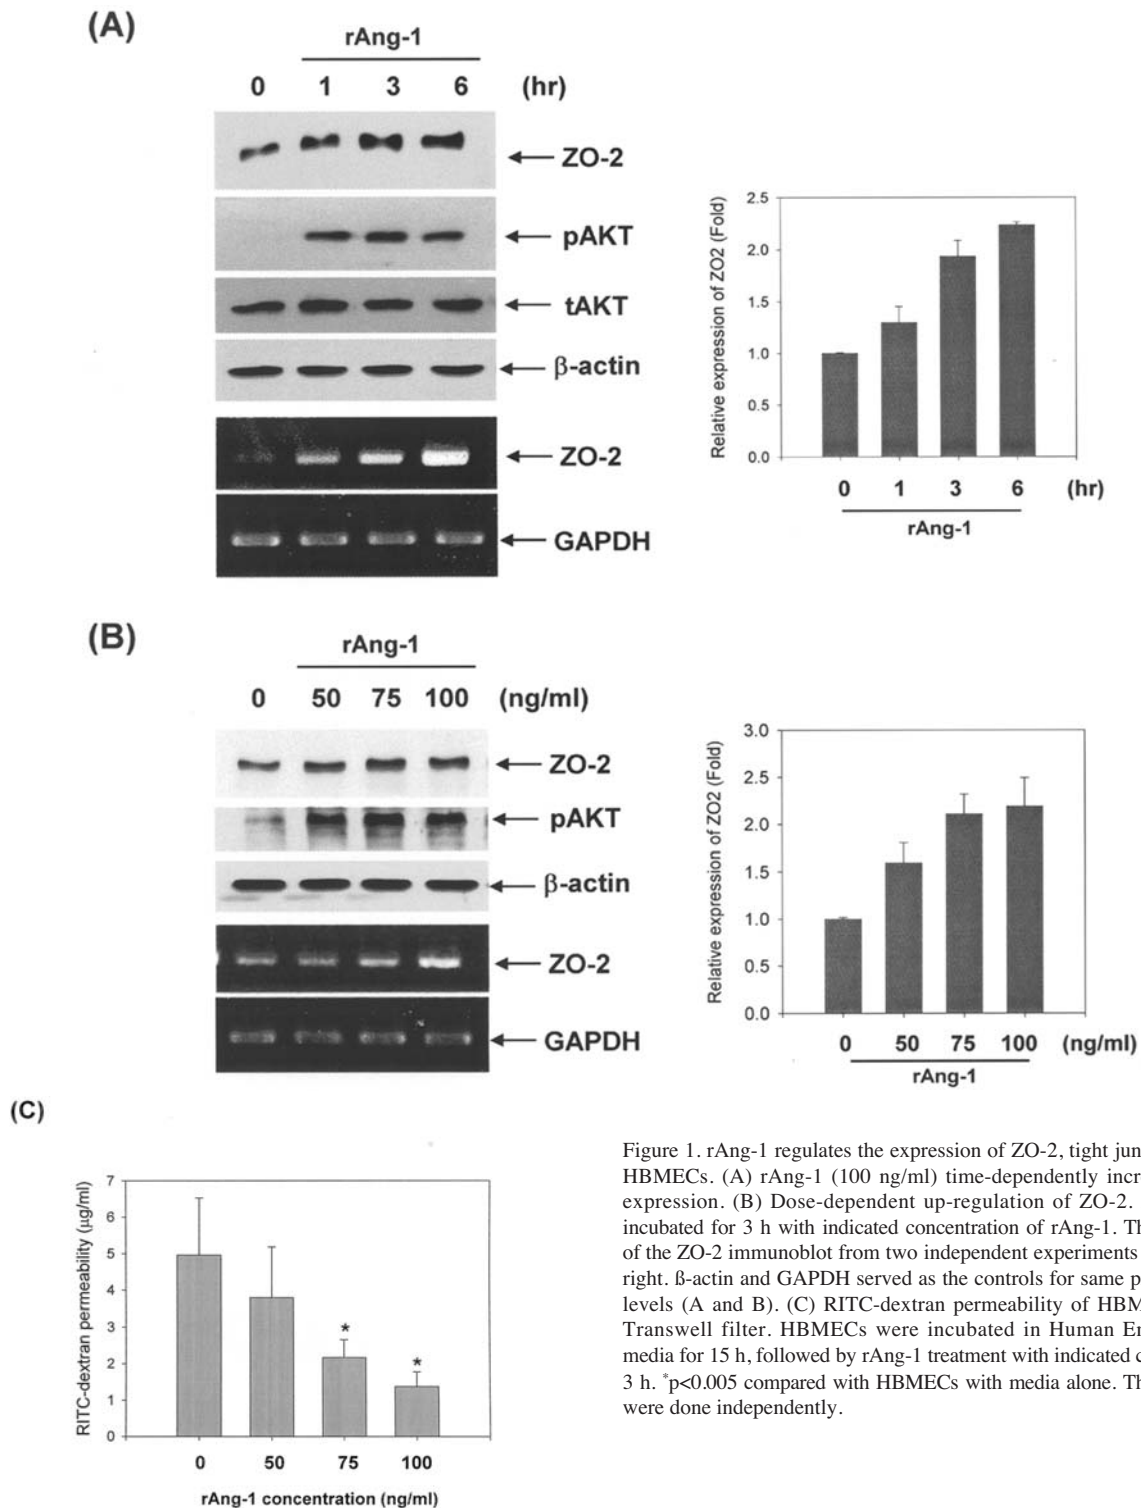 (A)
rAng-1
0 1 3 6 (hr)
ZO-2
pAKT
tAKT
β-actin
ZO-2
GAPDH
Relative expression of ZO2 (Fold)
2.5
2.0
1.5
1.0
0.5
0.0
0 1 3 6 (hr)
rAng-1
(B)
rAng-1
0 50 75 100 (ng/ml)
ZO-2
pAKT
β-actin
ZO-2
GAPDH
Relative expression of ZO2 (Fold)
3.0
2.5
2.0
1.5
1.0
0.5
0.0
0 50 75 100 (ng/ml)
rAng-1
(C)
RITC-dextran permeability (µg/ml)
7
6
5
4
3
2
1
0
* *
0 50 75 100
rAng-1 concentration (ng/ml)
Figure 1. rAng-1 regulates the expression of ZO-2, tight jun
HBMECs. (A) rAng-1 (100 ng/ml) time-dependently incr
expression. (B) Dose-dependent up-regulation of ZO-2.
incubated for 3 h with indicated concentration of rAng-1. Th
of the ZO-2 immunoblot from two independent experiments
right. ß-actin and GAPDH served as the controls for same p
levels (A and B). (C) RITC-dextran permeability of HBM
Transwell filter. HBMECs were incubated in Human En
media for 15 h, followed by rAng-1 treatment with indicated c
3 h. *p<0.005 compared with HBMECs with media alone. Th
were done independently.